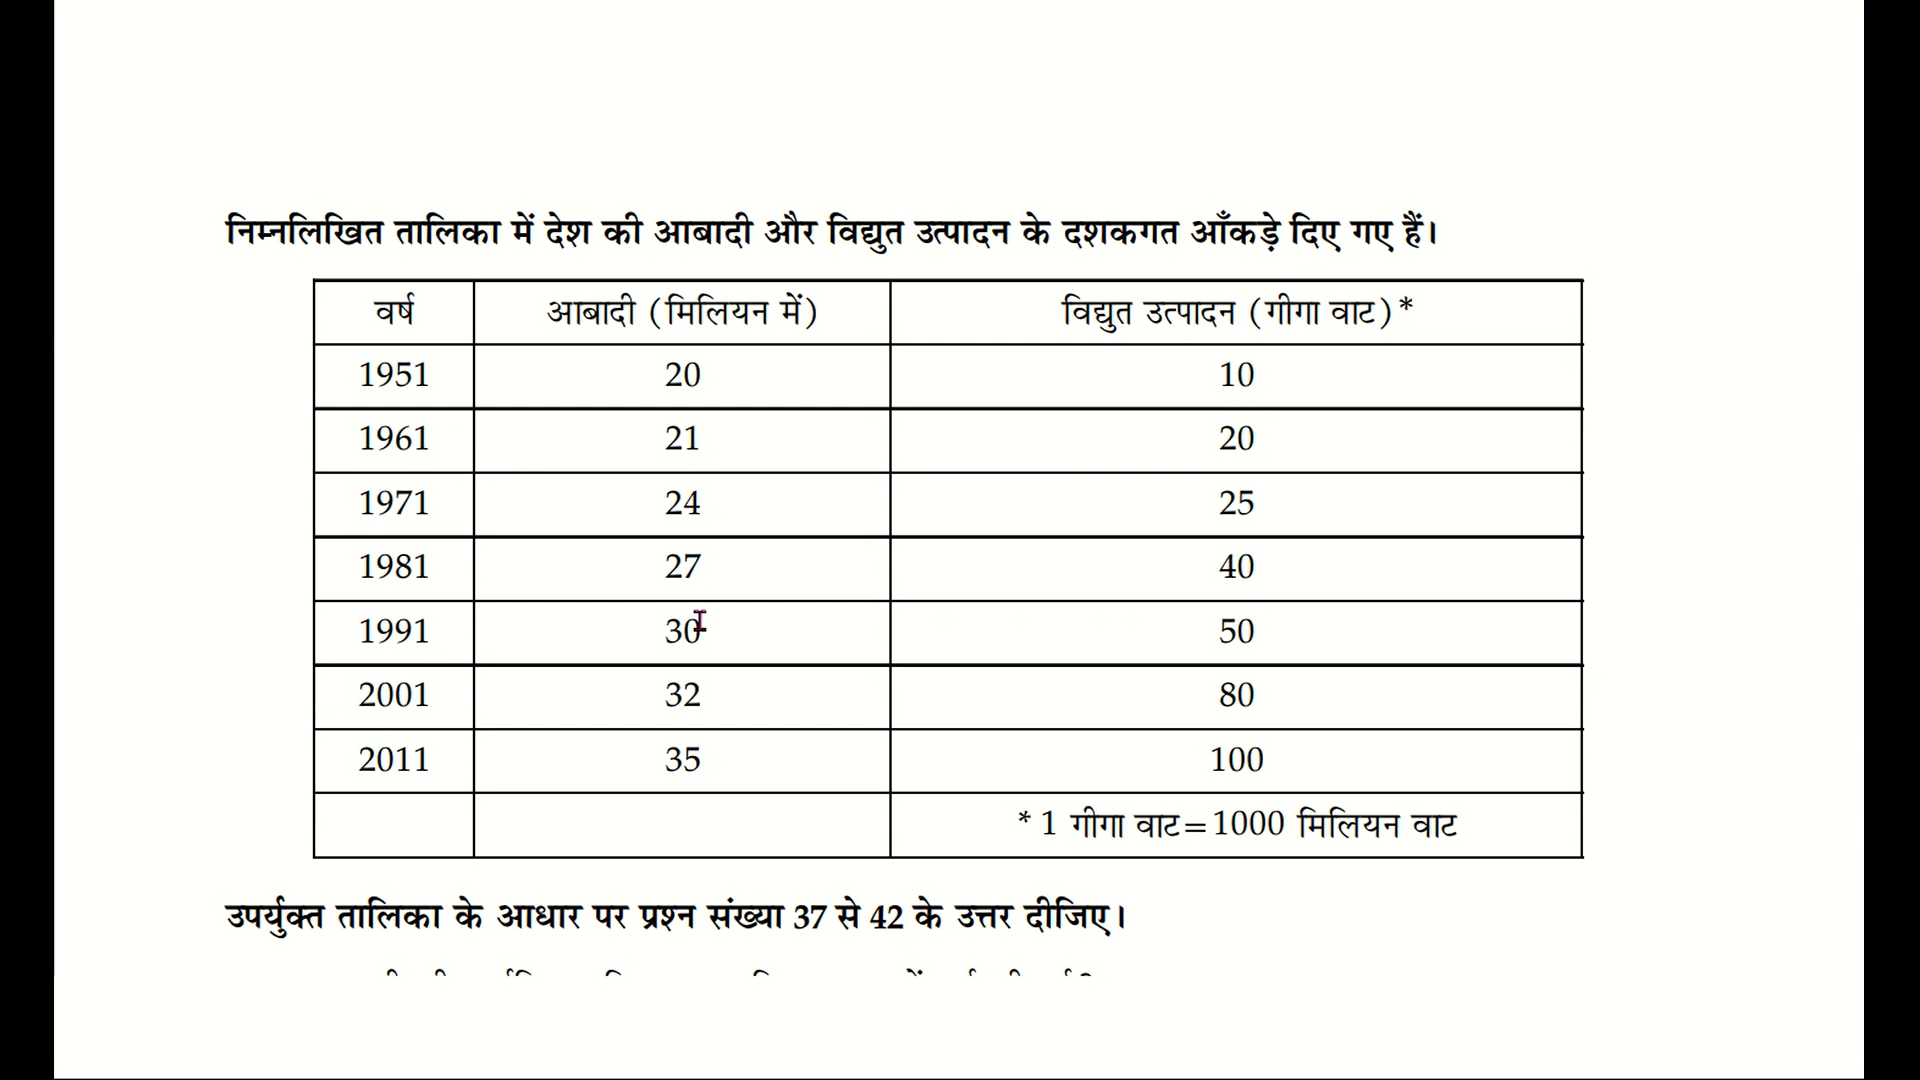 निम्नलिखित तालिका में देश की आबादी और विद्युत उत्पादन के दशकगत आँकड़े दिए गए हैं।
वर्ष आबादी (मिलियन में) विद्युत उत्पादन (गीगा वाट)*
1951 20 10
1961 21 20
1971 24 25
1981 27 40
1991 30 50
2001 32 80
2011 35 100
* 1 गीगा वाट=1000 मिलियन वाट
उपर्युक्त तालिका के आधार पर प्रश्न संख्या 37 से 42 के उत्तर दीजिए।